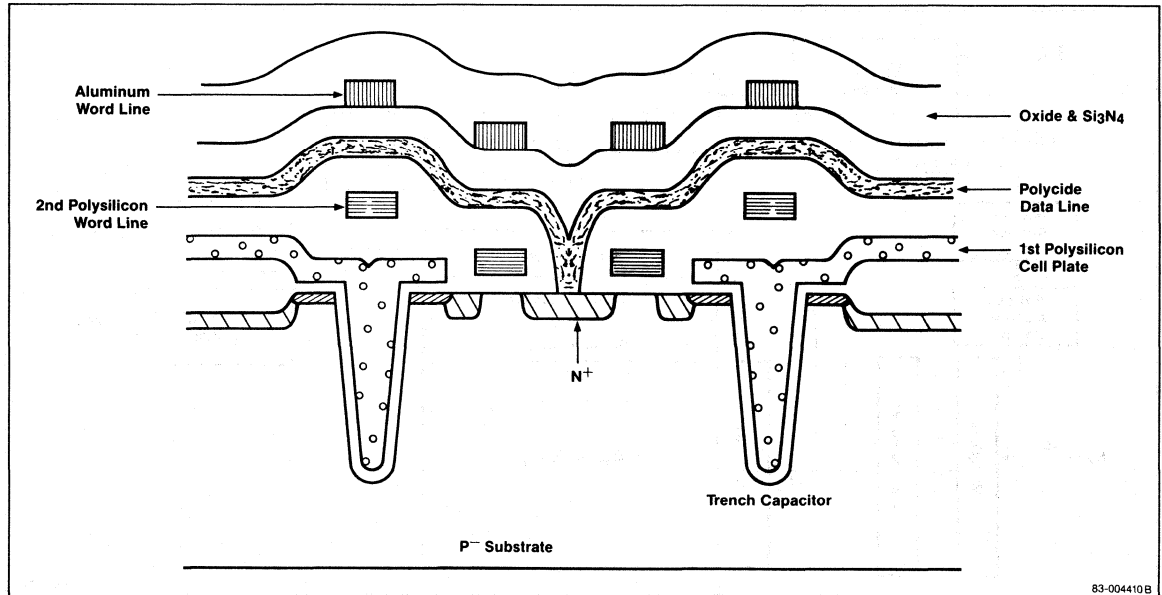 Aluminum
Word Line
Oxide & Si3N4
Polycide
Data Line
2nd Polysilicon
Word Line
1st Polysilicon
Cell Plate
N+
Trench Capacitor
P− Substrate
83-004410B